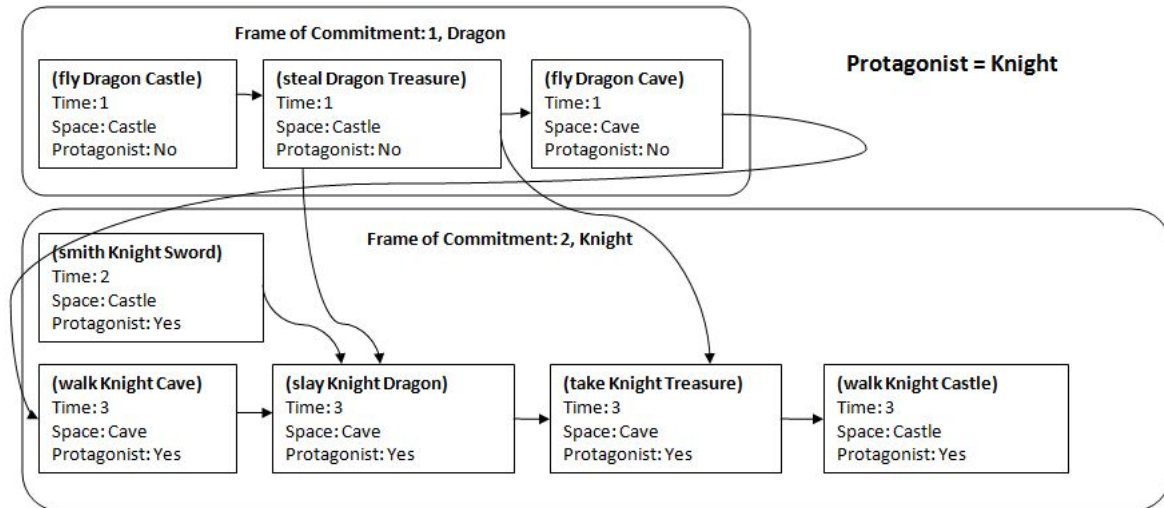 Frame of Commitment: 1, Dragon
Protagonist = Knight
(fly Dragon Castle)
Time: 1
Space: Castle
Protagonist: No
(steal Dragon Treasure)
Time: 1
Space: Castle
Protagonist: No
(fly Dragon Cave)
Time: 1
Space: Cave
Protagonist: No
Frame of Commitment: 2, Knight
(smith Knight Sword)
Time: 2
Space: Castle
Protagonist: Yes
(walk Knight Cave)
Time: 3
Space: Cave
Protagonist: Yes
(slay Knight Dragon)
Time: 3
Space: Cave
Protagonist: Yes
(take Knight Treasure)
Time: 3
Space: Cave
Protagonist: Yes
(walk Knight Castle)
Time: 3
Space: Castle
Protagonist: Yes